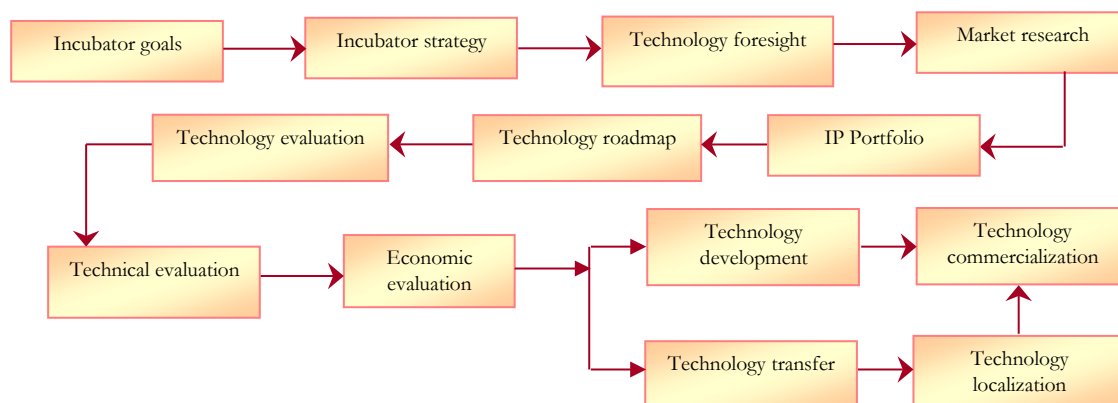 Incubator goals
Incubator strategy
Technology foresight
Market research
Technology evaluation
Technology roadmap
IP Portfolio
Technical evaluation
Economic
evaluation
Technology
development
Technology
commercialization
Technology transfer
Technology
localization